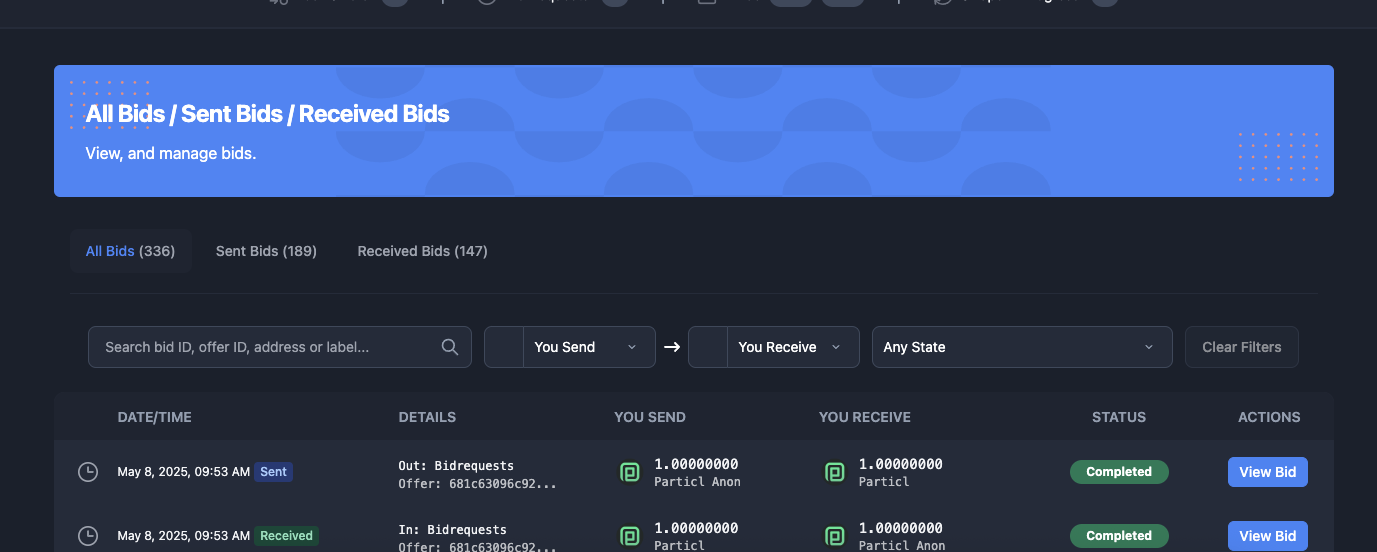 All Bids / Sent Bids / Received Bids
View, and manage bids.
All Bids (336) Sent Bids (189) Received Bids (147)
Search bid ID, offer ID, address or label... You Send → You Receive Any State Clear Filters
DATE/TIME DETAILS YOU SEND YOU RECEIVE STATUS ACTIONS
May 8, 2025, 09:53 AM Sent Out: Bidrequests 1.00000000 1.00000000 Completed View Bid
Offer: 681c63096c92... Particl Anon Particl
May 8, 2025, 09:53 AM Received In: Bidrequests 1.00000000 1.00000000 Completed View Bid
Offer: 681c63096c92... Particl Particl Anon